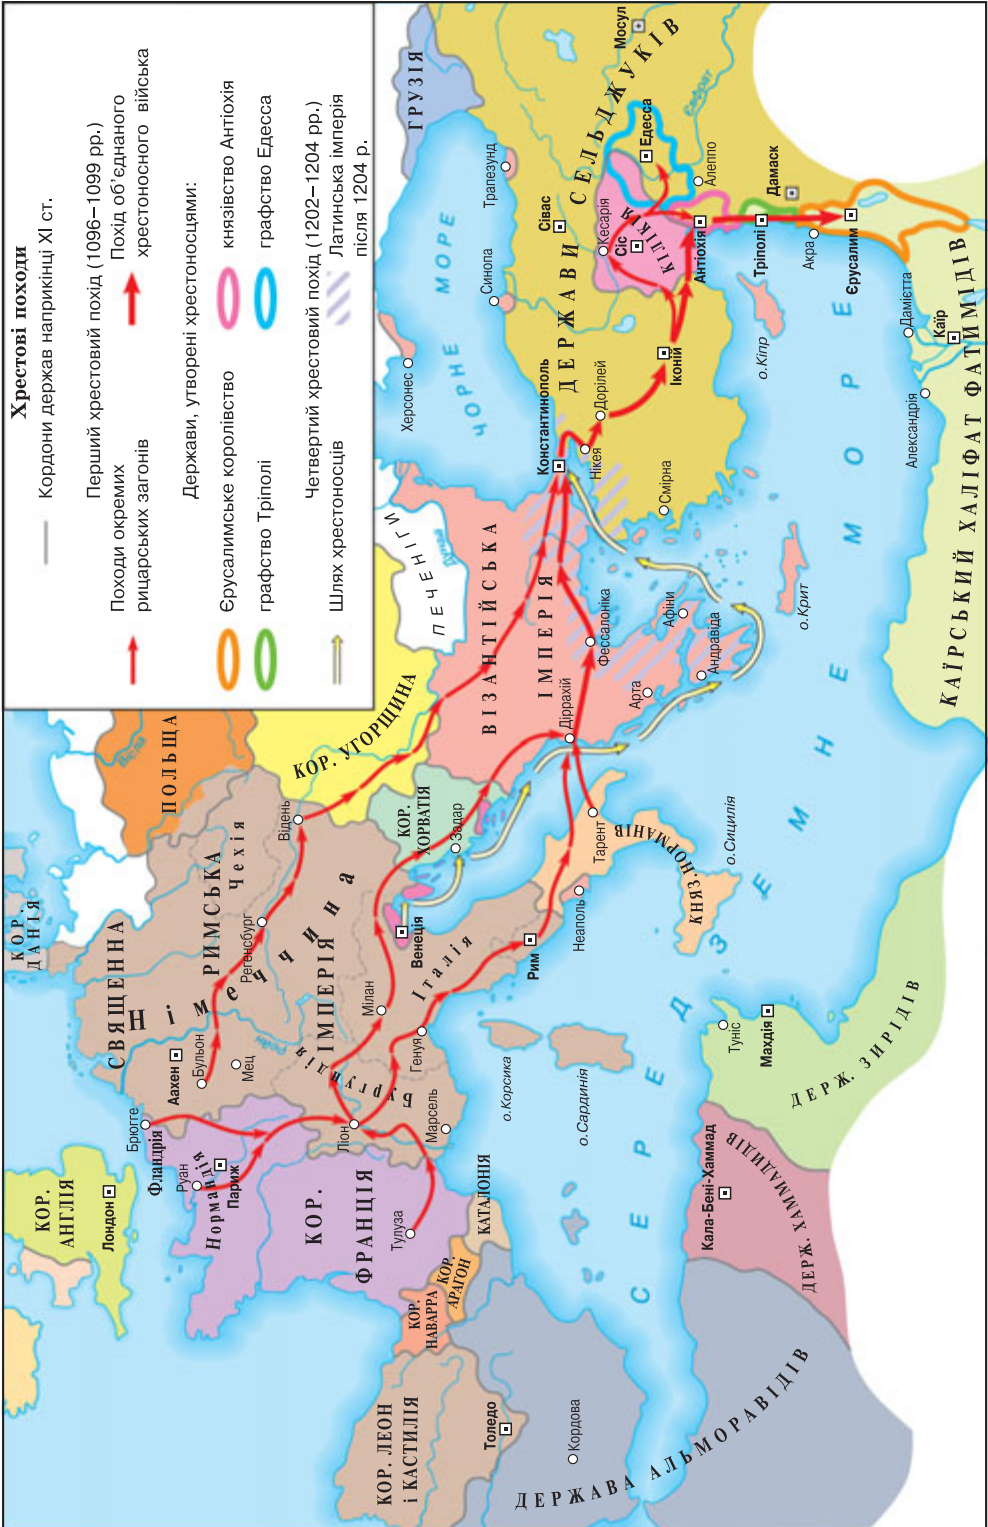 Хрестові походи
Кордони держав наприкінці XI ст.
Перший хрестовий похід (1096–1099 рр.)
Походи окремих
рицарських загонів
Похід об’єднаного
хрестоносного війська
Держави, утворені хрестоносцями:
Єрусалимське королівство
князівство Антіохія
графство Тріполі
графство Едесса
Четвертий хрестовий похід (1202–1204 рр.)
Шлях хрестоносців
Латинська імперія
після 1204 р.
КОР.
АНГЛІЯ
Лондон
КОР.
ДАНІЯ
СВЯЩЕННА
РИМСЬКА
ІМПЕРІЯ
Німеччина
Чехія
ПОЛЬЩА
Вісла
Брюгге
Фландрія
Аахен
Бульон
Мец
Рейн
Регенсбург
Відень
Руан
Нормандія
Париж
КОР.
ФРАНЦІЯ
Бургундія
Ліон
Тулуза
Марсель
Мілан
Генуя
Венеція
Італія
Рим
КОР. УГОРЩИНА
КОР.
ХОРВАТІЯ
Задар
ПЕЧЕНІГИ
Дунай
ВІЗАНТІЙСЬКА
ІМПЕРІЯ
Діррахій
Фессалоніка
Арта
Афіни
Андравіда
Константинополь
Нікея
Дорілей
Смірна
Херсонес
ЧОРНЕ МОРЕ
Синопа
Трапезунд
ГРУЗІЯ
ДЕРЖАВИ СЕЛЬДЖУКІВ
Сівас
Кесарія
Сіс
КІЛІКІЯ
Іконій
Едесса
Мосул
Євфрат
Алеппо
Антіохія
Тріполі
Дамаск
Акра
Єрусалим
о.Кіпр
о.Крит
Дамієтта
Каїр
Александрія
КАЇРСЬКИЙ ХАЛІФАТ ФАТИМІДІВ
Неаполь
Тарент
КНЯЗ. НОРМАНІВ
о.Сицилія
о.Корсика
о.Сардинія
СЕРЕДЗЕМНЕ МОРЕ
КОР. ЛЕОН
і КАСТИЛІЯ
Толедо
Кордова
КОР.
НАВАРРА
КОР.
АРАГОН
КАТАЛОНІЯ
ДЕРЖАВА АЛЬМОРАВІДІВ
Кала-Бені-Хаммад
ДЕРЖ. ХАММАДИДІВ
Туніс
Махдія
ДЕРЖ. ЗИРІДІВ